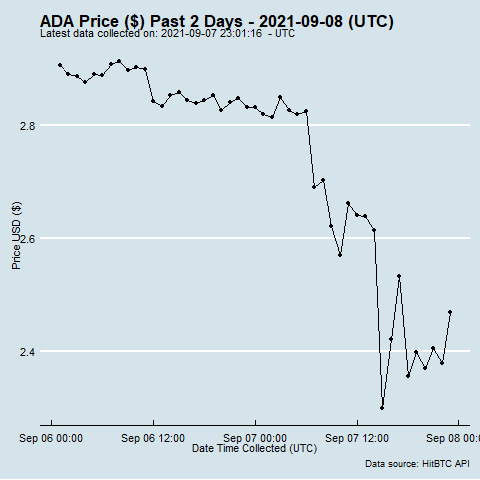 ADA Price ($) Past 2 Days - 2021-09-08 (UTC)
Latest data collected on: 2021-09-07 23:01:16 - UTC
2.8
2.6
2.4
Price USD ($)
Sep 06 00:00 Sep 06 12:00 Sep 07 00:00 Sep 07 12:00 Sep 08 00:
Date Time Collected (UTC)
Data source: HitBTC API